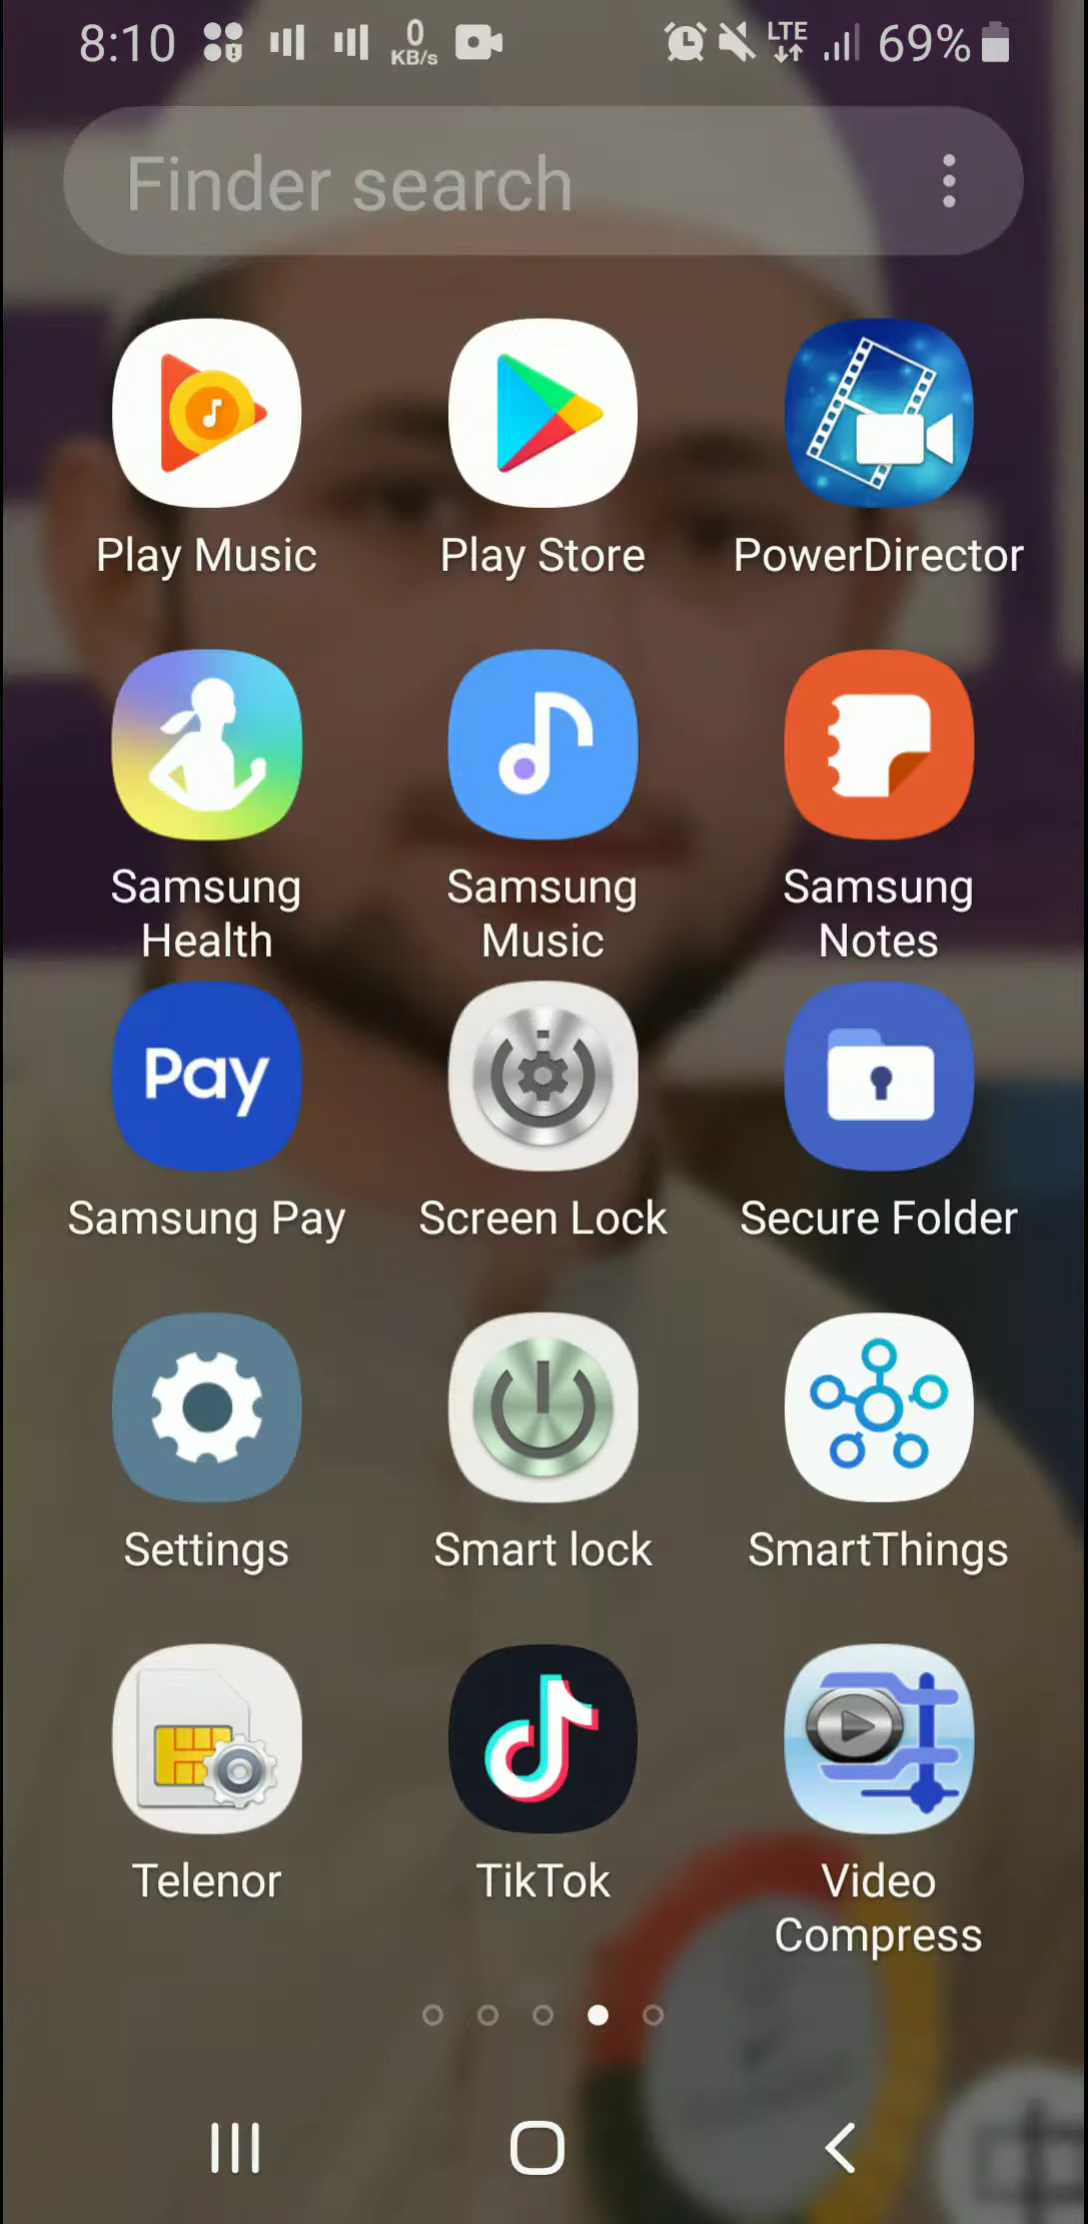 8:10 0 KB/s LTE 69%
Finder search
Play Music Play Store PowerDirector
Samsung Health Samsung Music Samsung Notes
Pay
Samsung Pay Screen Lock Secure Folder
Settings Smart lock SmartThings
Telenor TikTok Video Compress